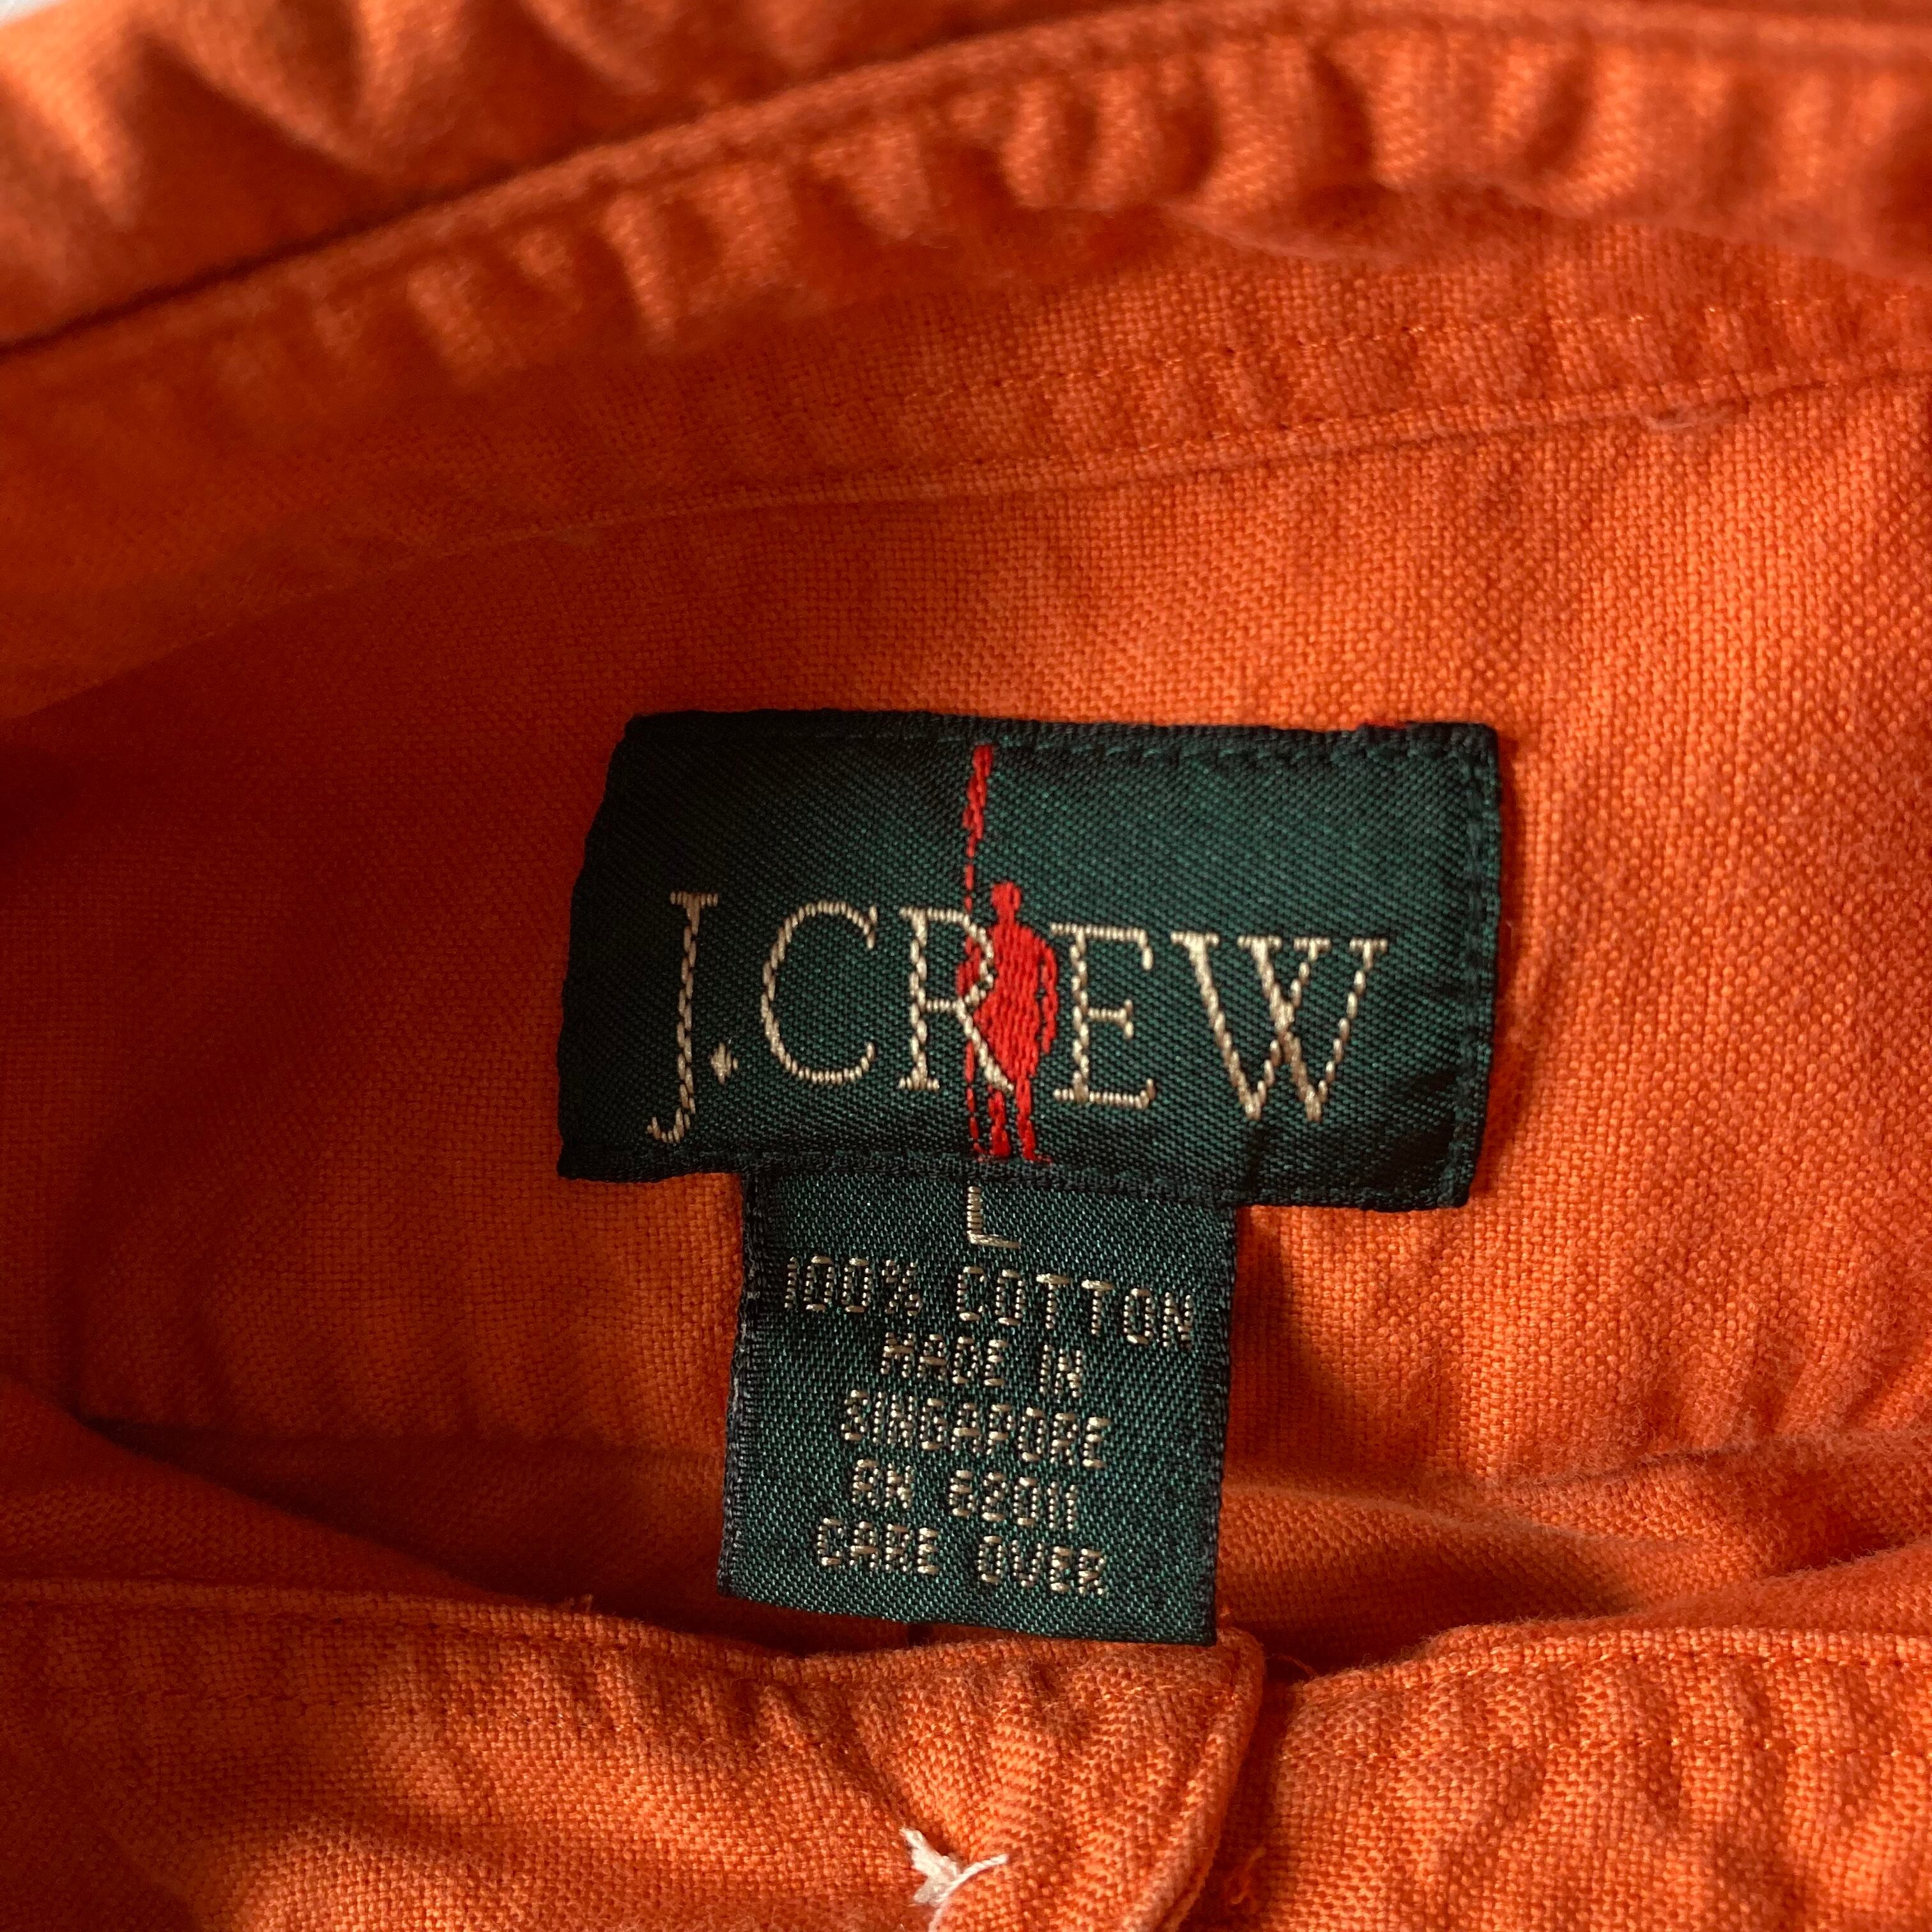 J.CREW
L
100% COTTON
MADE IN
SINGAPORE
RN 62011
CARE OVER